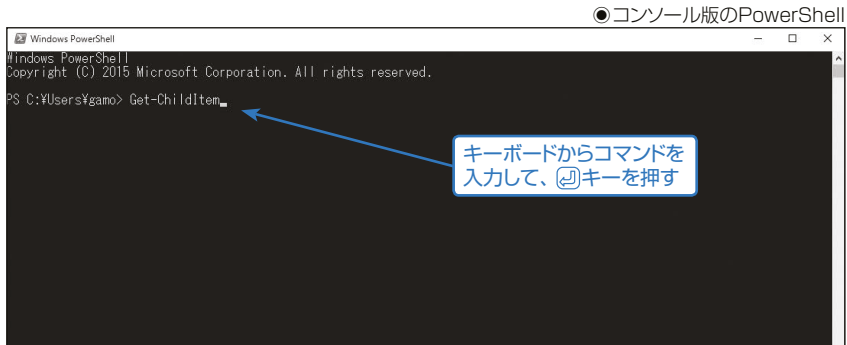 ◉コンソール版のPowerShell
Windows PowerShell
Windows PowerShell
Copyright (C) 2015 Microsoft Corporation. All rights reserved.
PS C:¥Users¥gamo> Get-ChildItem_
キーボードからコマンドを
入力して、⏎キーを押す